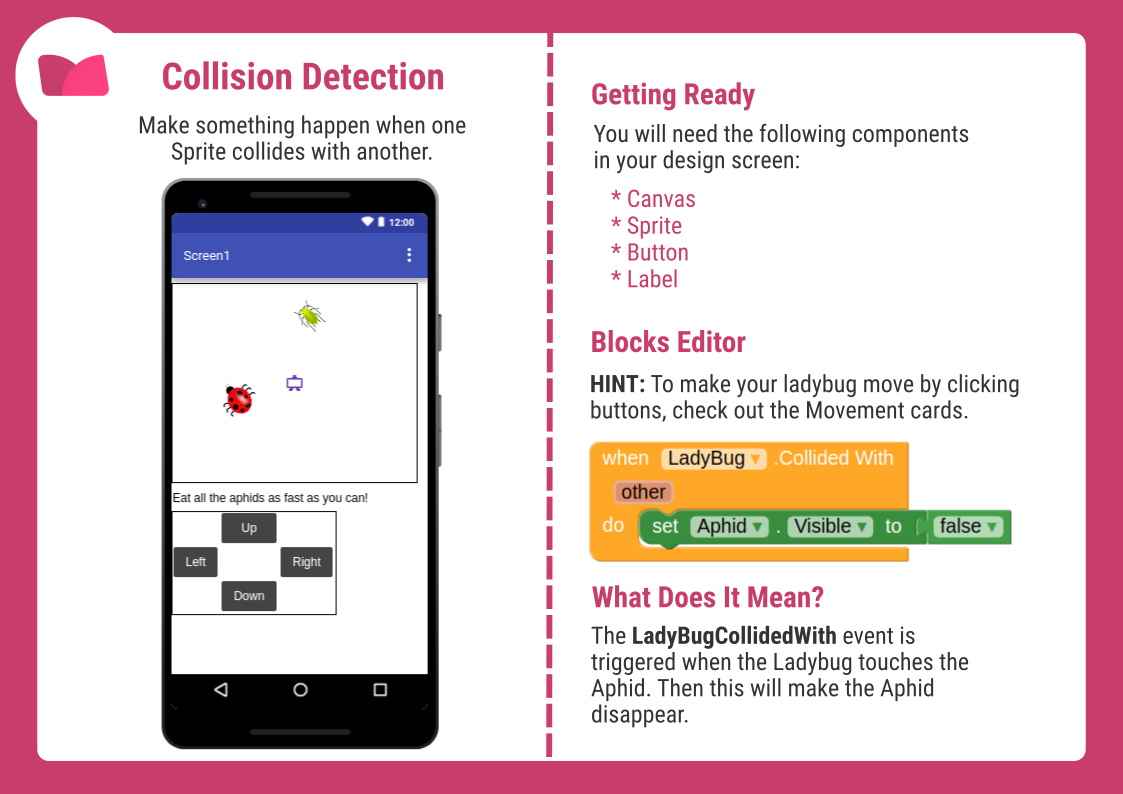 Collision Detection
Make something happen when one
Sprite collides with another.
12:00
Screen1
Eat all the aphids as fast as you can!
Up
Left
Right
Down
Getting Ready
You will need the following components
in your design screen:
* Canvas
* Sprite
* Button
* Label
Blocks Editor
HINT: To make your ladybug move by clicking
buttons, check out the Movement cards.
when LadyBug .Collided With
other
do set Aphid . Visible to false
What Does It Mean?
The LadyBugCollidedWith event is
triggered when the Ladybug touches the
Aphid. Then this will make the Aphid
disappear.